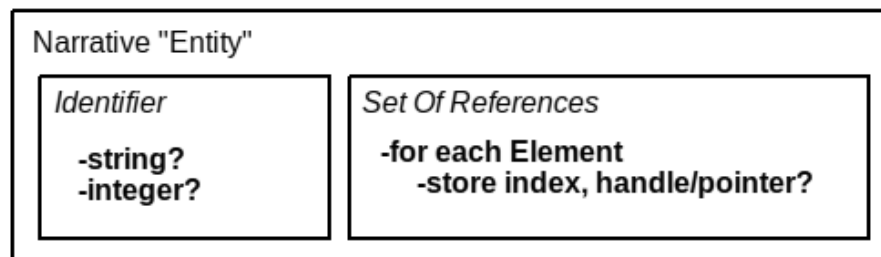 Narrative "Entity"
Identifier
-string?
-integer?
Set Of References
-for each Element
-store index, handle/pointer?